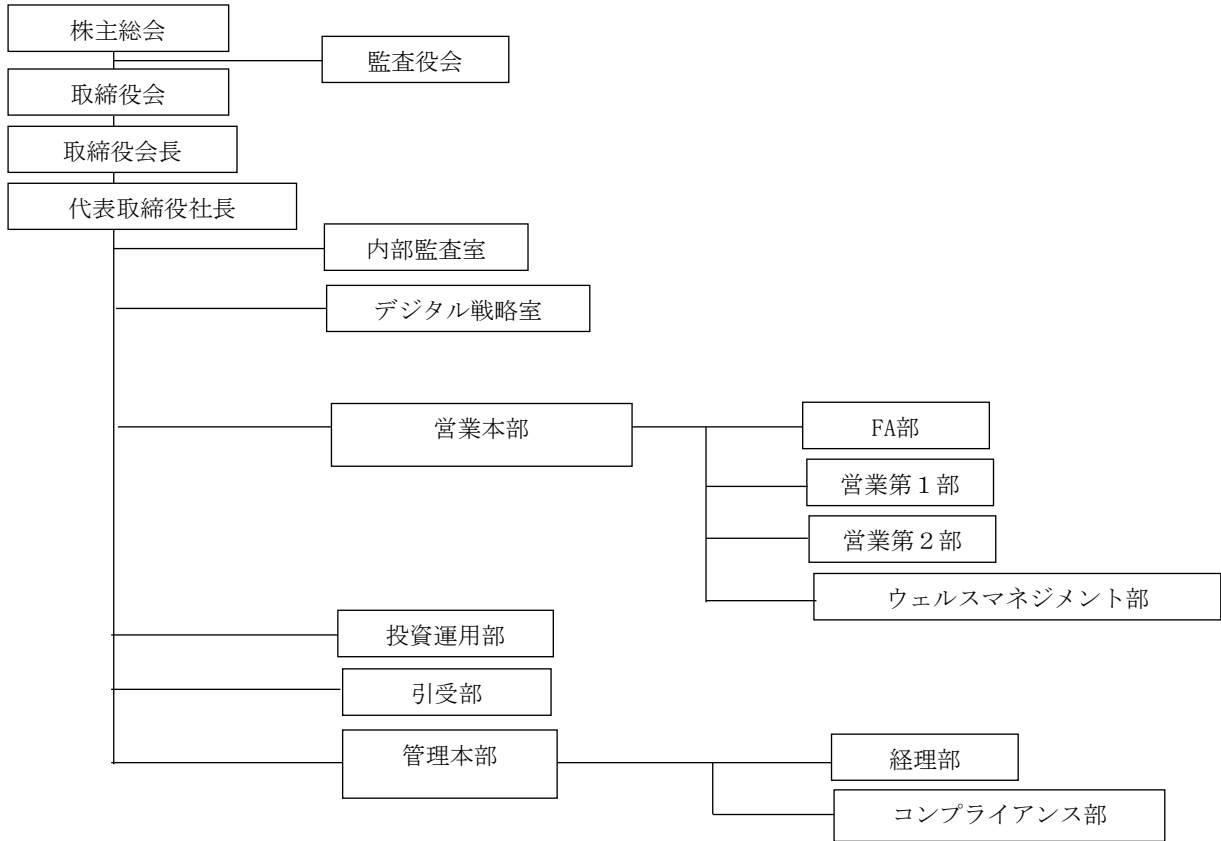 株主総会
監査役会
取締役会
取締役会長
代表取締役社長
内部監査室
デジタル戦略室
営業本部
FA部
営業第１部
営業第２部
ウェルスマネジメント部
投資運用部
引受部
管理本部
経理部
コンプライアンス部